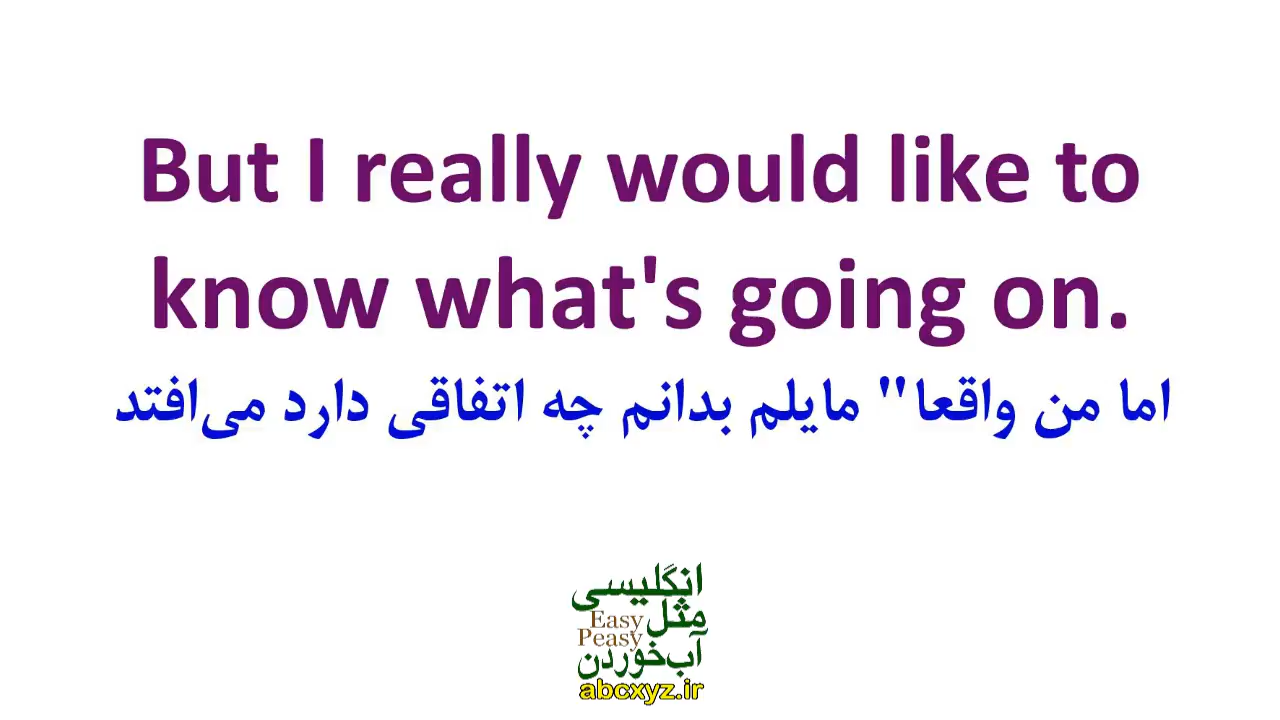 But I really would like to
know what's going on.
اما من واقعا" مایلم بدانم چه اتفاقی دارد می‌افتد
انگلیسی
مثل
Easy
Peasy
آب‌خوردن
abcxyz.ir